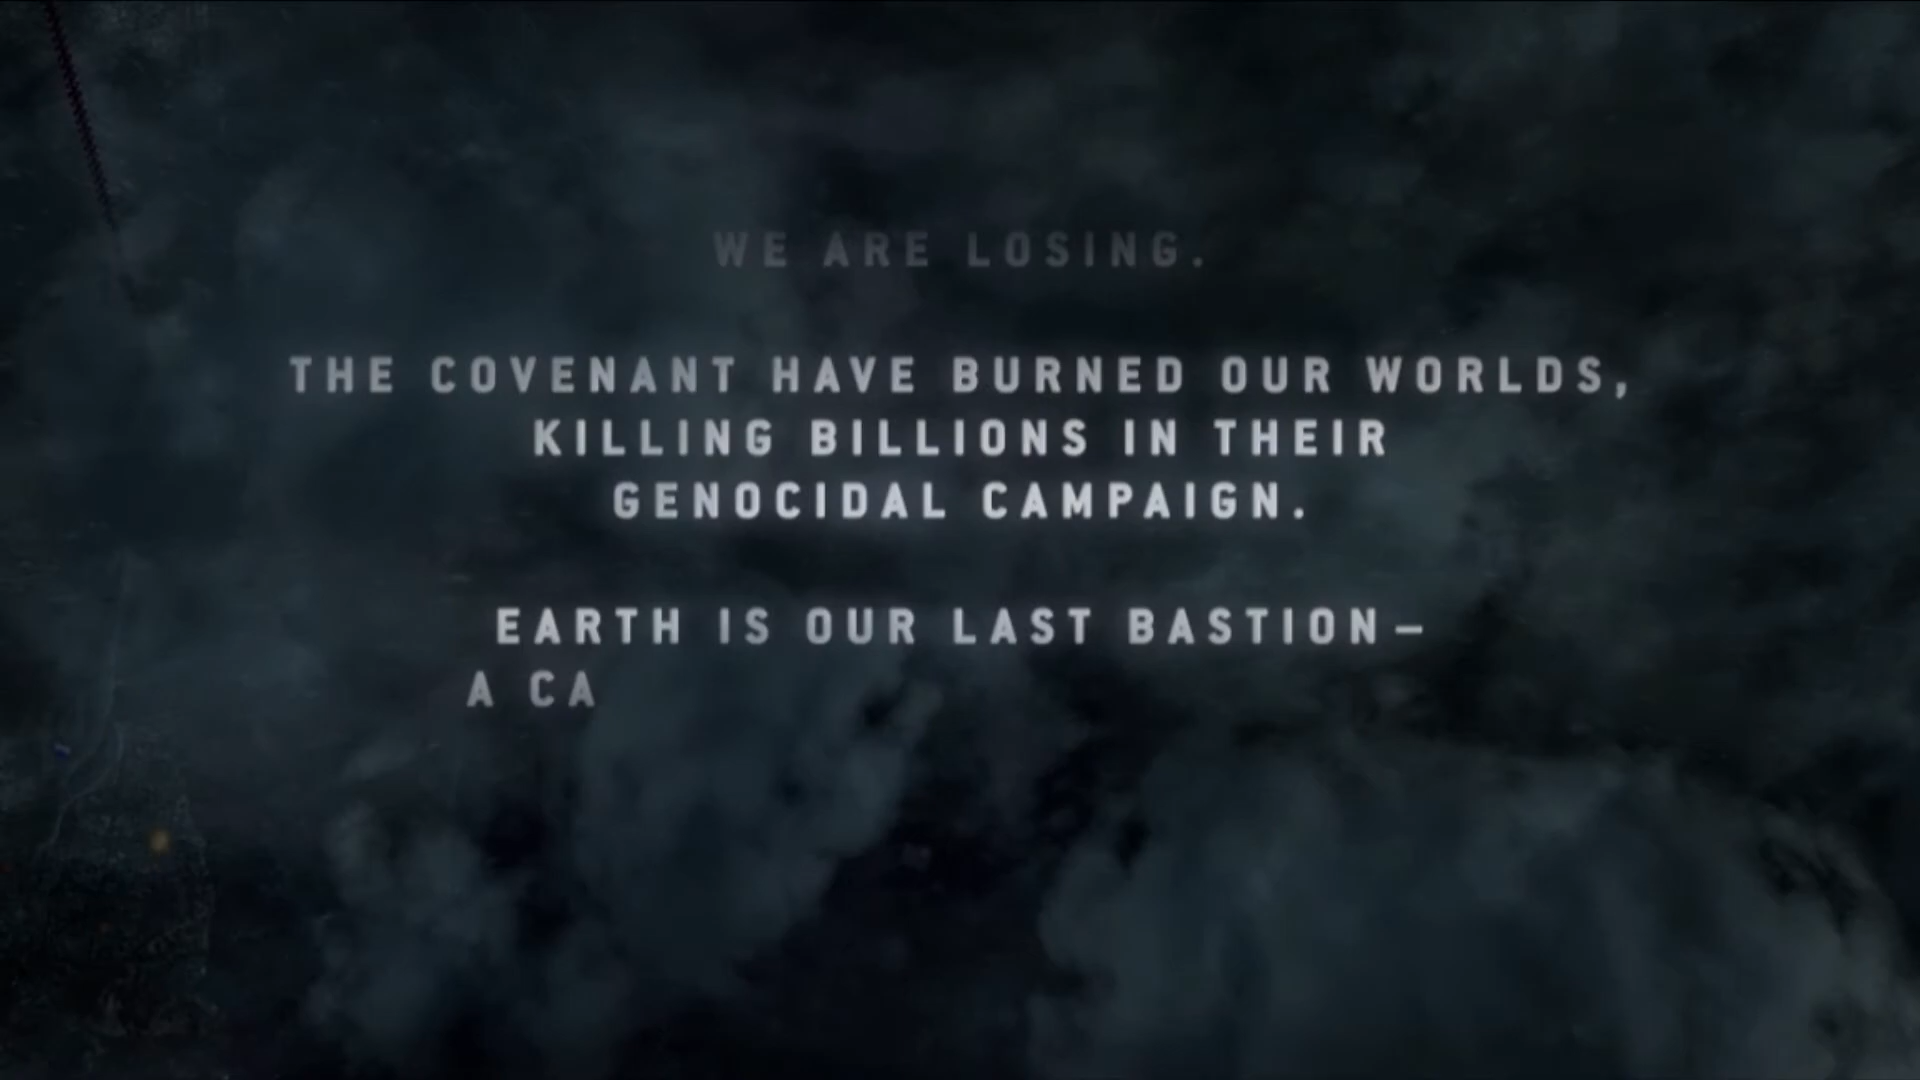 WE ARE LOSING.
THE COVENANT HAVE BURNED OUR WORLDS,
KILLING BILLIONS IN THEIR
GENOCIDAL CAMPAIGN.
EARTH IS OUR LAST BASTION—
A CA